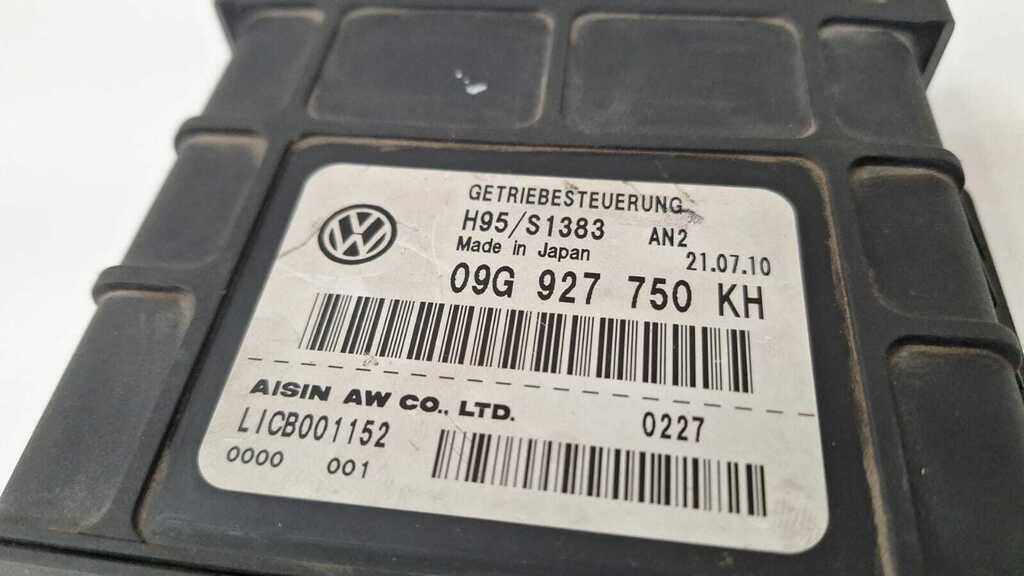 GETRIEBESTEUERUNG
H95/S1383 AN2
Made in Japan 21.07.10
09G 927 750 KH
AISIN AW CO., LTD.
LICB001152 0227
0000 001